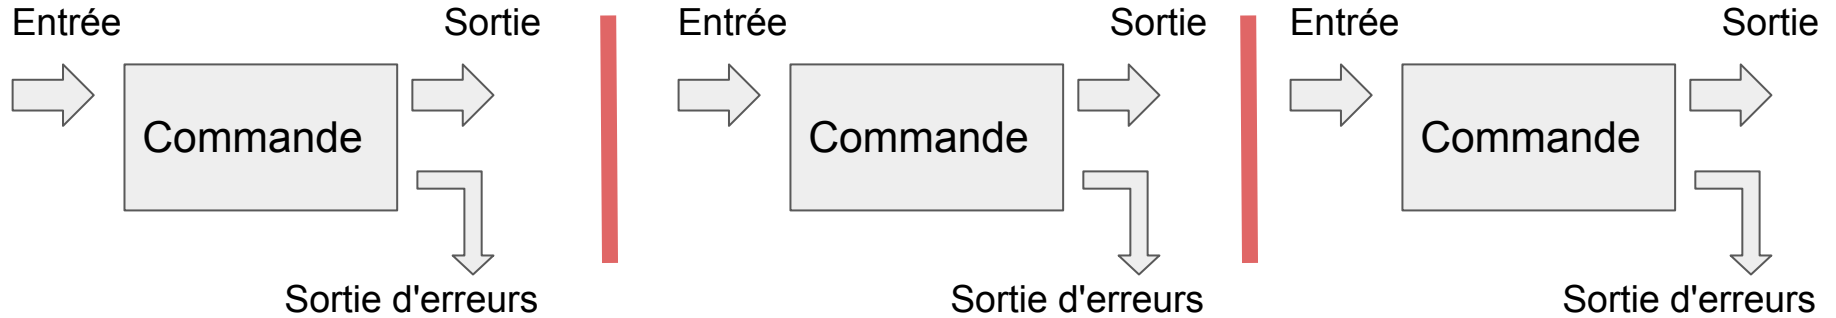 Entrée Sortie Entrée Sortie Entrée Sortie
Commande Commande Commande
Sortie d'erreurs Sortie d'erreurs Sortie d'erreurs